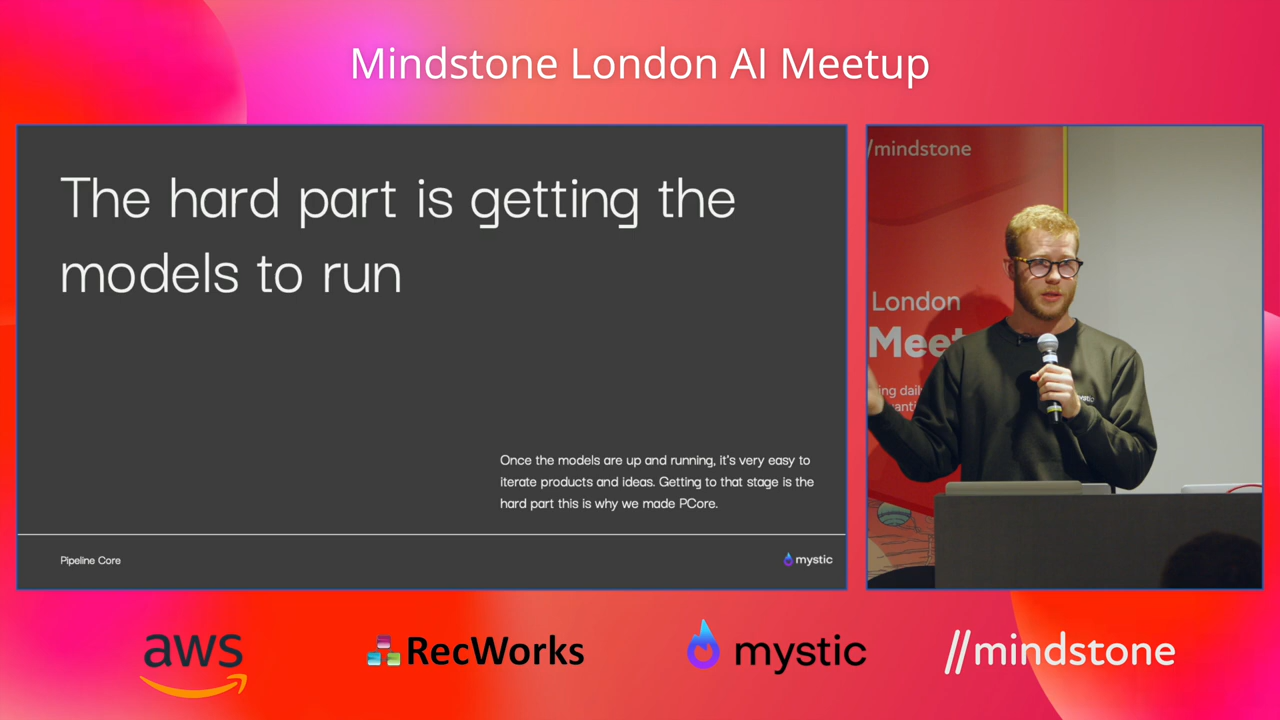 Mindstone London AI Meetup
The hard part is getting the
models to run
Once the models are up and running, it's very easy to
iterate products and ideas. Getting to that stage is the
hard part this is why we made PCore.
Pipeline Core
mystic
//mindstone
London
Meet
ing daily
aws
RecWorks
mystic
//mindstone